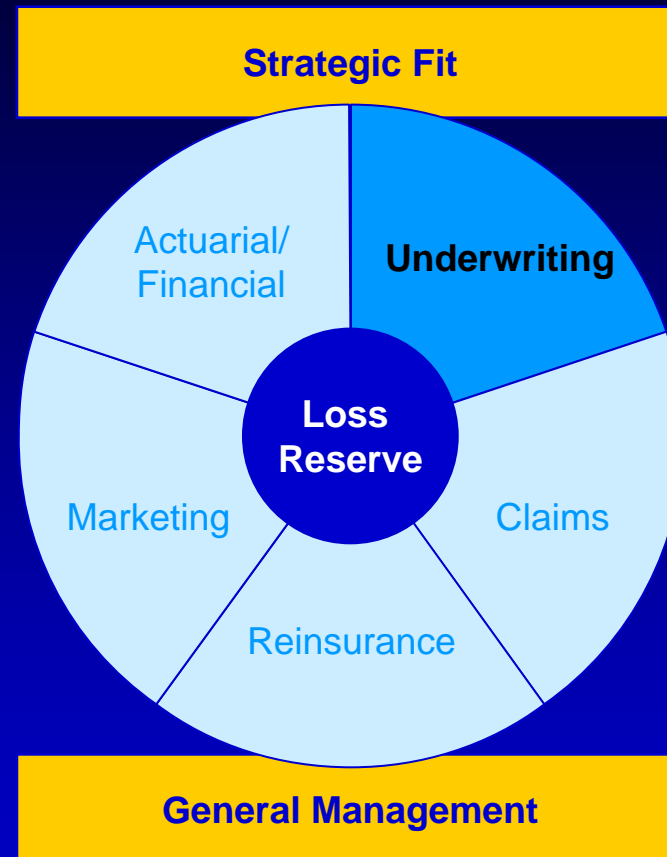 Strategic Fit
Actuarial/
Financial
Underwriting
Loss
Reserve
Marketing
Claims
Reinsurance
General Management